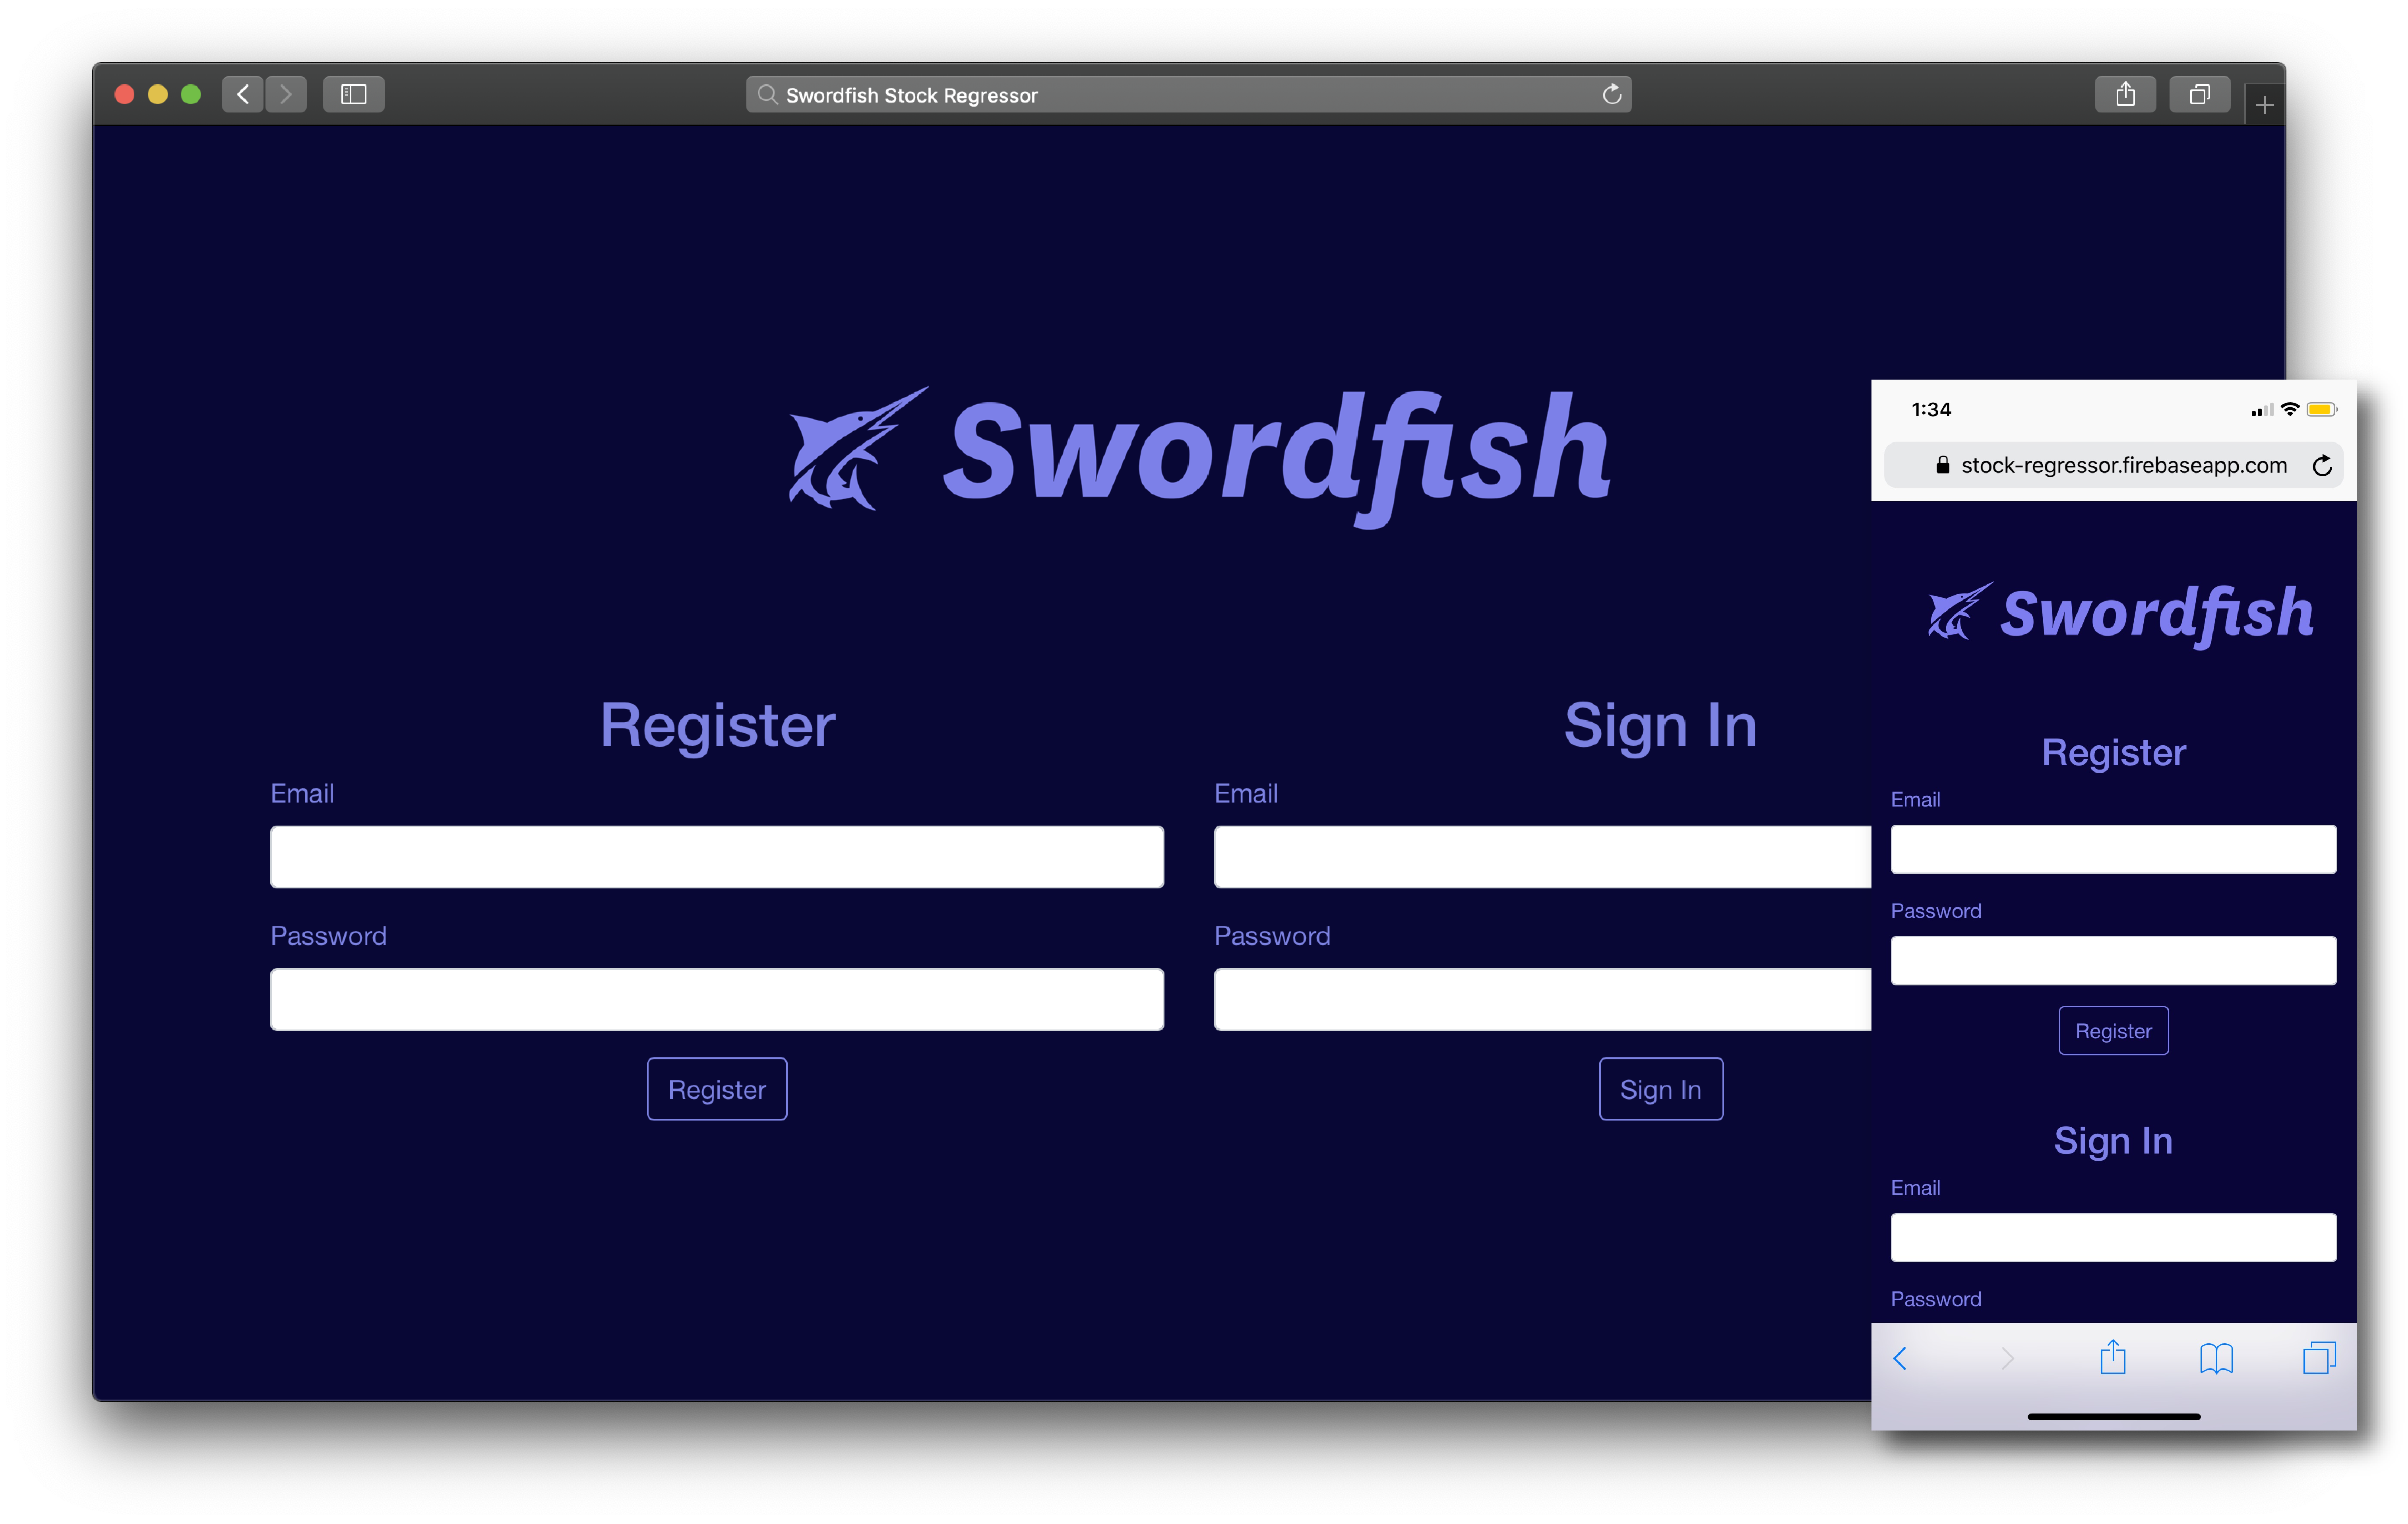 Swordfish Stock Regressor
Swordfish
Register
Email
Password
Register
Sign In
Email
Password
Sign In
1:34
stock-regressor.firebaseapp.com
Swordfish
Register
Email
Password
Register
Sign In
Email
Password